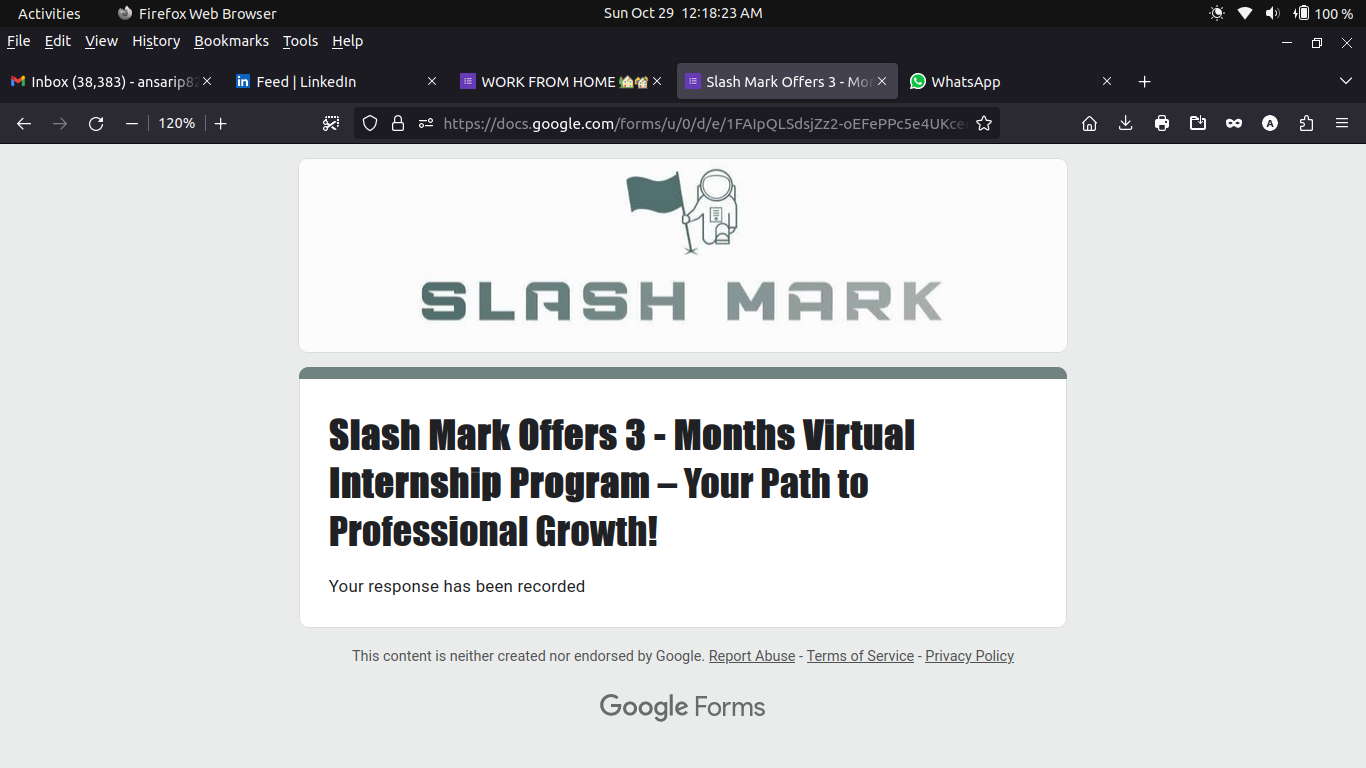 Activities Firefox Web Browser Sun Oct 29 12:18:23 AM 100 %
File Edit View History Bookmarks Tools Help
Inbox (38,383) - ansarip82 Feed | LinkedIn WORK FROM HOME 🏡🏘 Slash Mark Offers 3 - Mon WhatsApp
120% https://docs.google.com/forms/u/0/d/e/1FAIpQLSdsjZz2-oEFePPc5e4UKce
SLASH MARK
Slash Mark Offers 3 - Months Virtual
Internship Program – Your Path to
Professional Growth!
Your response has been recorded
This content is neither created nor endorsed by Google. Report Abuse - Terms of Service - Privacy Policy
Google Forms